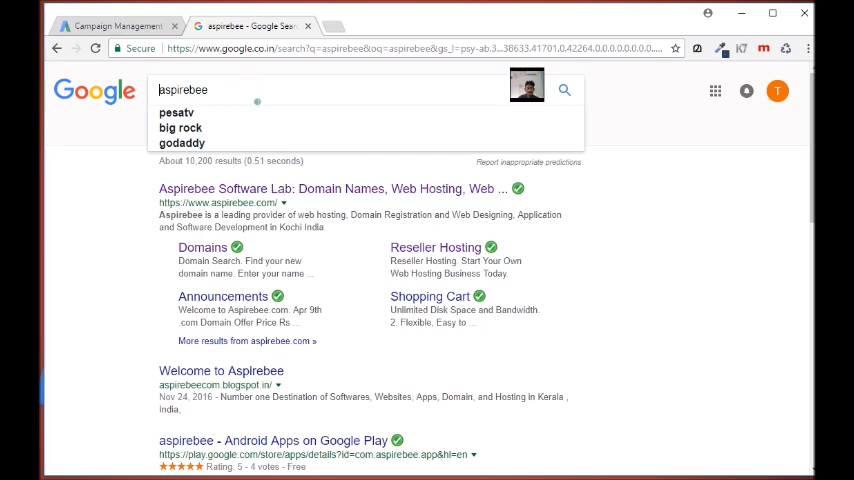 Campaign Management
aspirebee - Google Sear
Secure https://www.google.co.in/search?q=aspirebee&oq=aspirebee&gs_l=psy-ab.3...38633.41701.0.42264.0.0.0.0.0.0.0.0.....
Google
aspirebee
pesatv
big rock
godaddy
T
About 10,200 results (0.51 seconds)
Report inappropriate predictions
Aspirebee Software Lab: Domain Names, Web Hosting, Web ...
https://www.aspirebee.com/
Aspirebee is a leading provider of web hosting, Domain Registration and Web Designing, Application
and Software Development in Kochi India
Domains
Domain Search. Find your new
domain name. Enter your name ...
Reseller Hosting
Reseller Hosting. Start Your Own
Web Hosting Business Today.
Announcements
Welcome to Aspirebee.com. Apr 9th
.com Domain Offer Price Rs ...
Shopping Cart
Unlimited Disk Space and Bandwidth.
2. Flexible, Easy to ...
More results from aspirebee.com »
Welcome to Aspirebee
aspirebeecom.blogspot.in/
Nov 24, 2016 - Number one Destination of Softwares, Websites, Apps, Domain, and Hosting in Kerala ,
India,
aspirebee - Android Apps on Google Play
https://play.google.com/store/apps/details?id=com.aspirebee.app&hl=en
Rating: 5 - 4 votes - Free